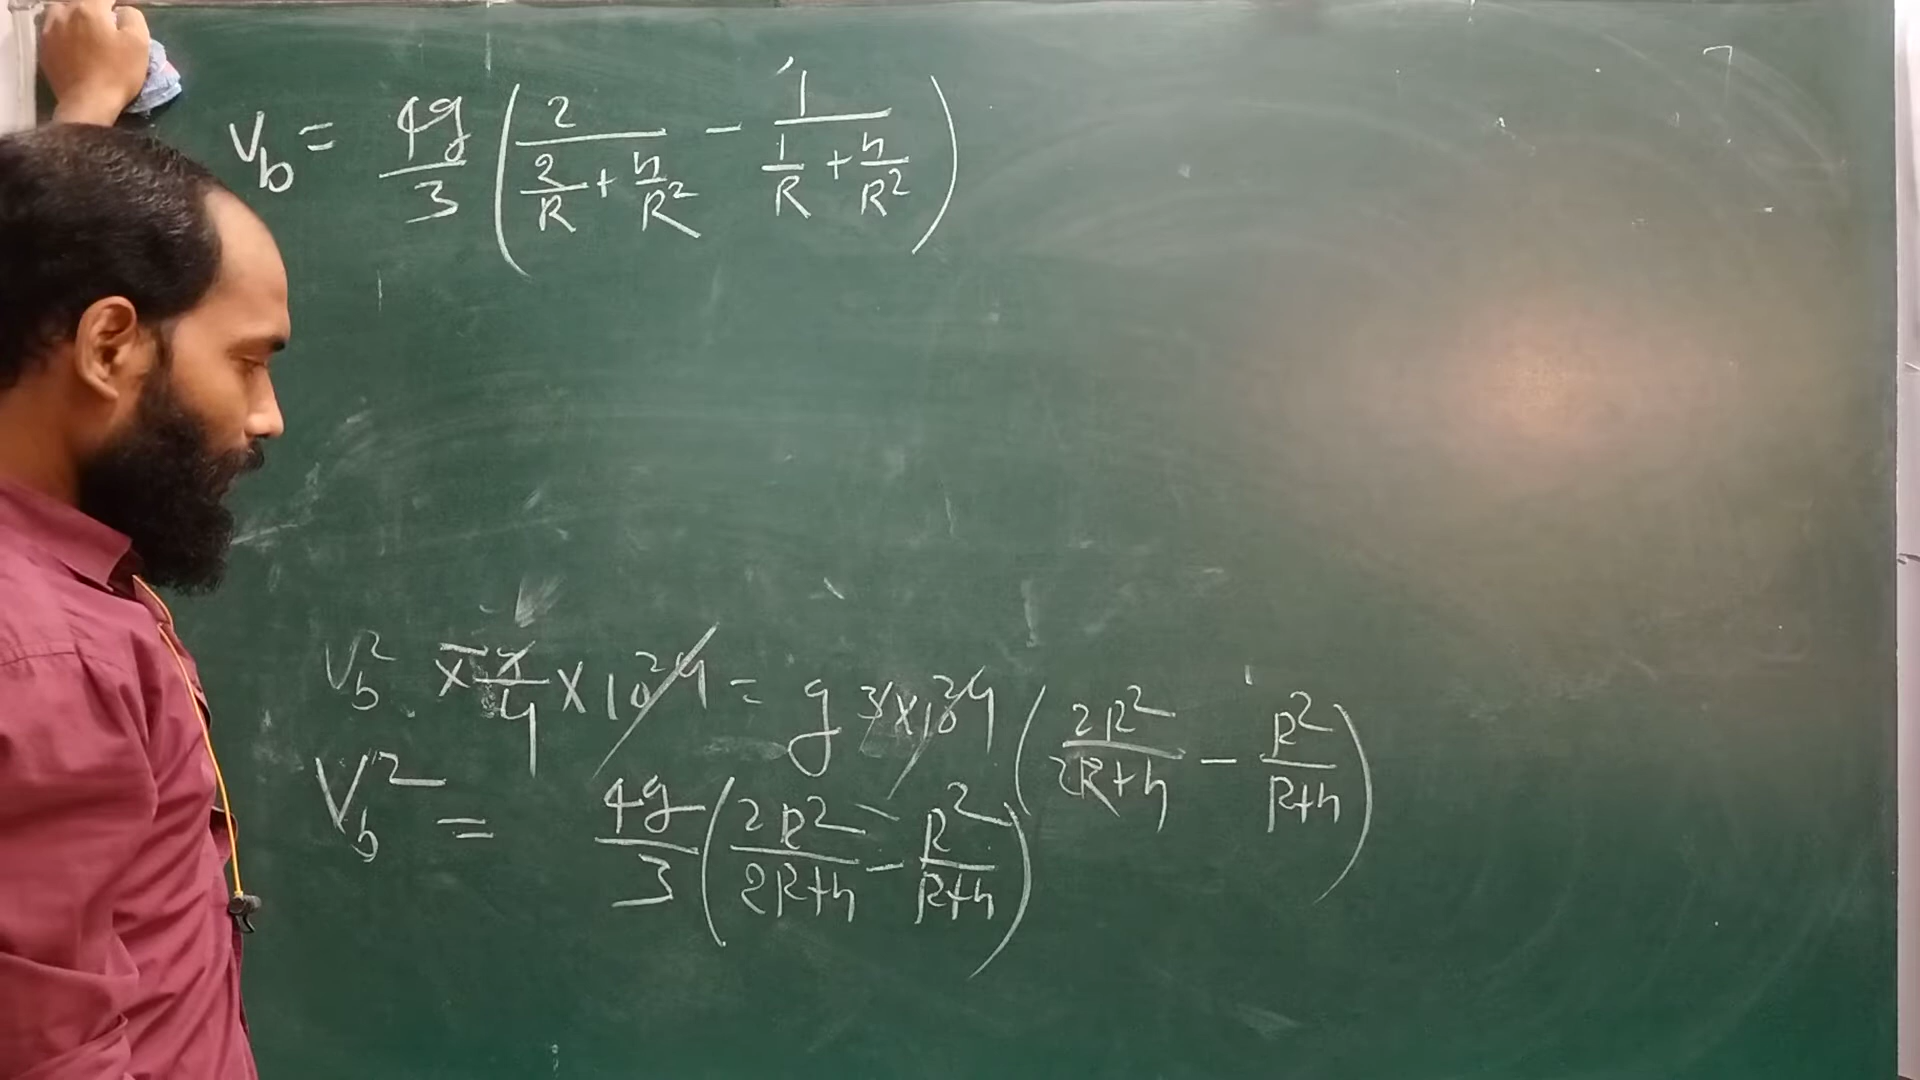 V_b = 4g/3 ( 2/(2/R + h/R²) - 1/(1/R + h/R²) )
V_b² × /4 × 10²⁴ = g 3 × 10²⁴ ( 2R²/(2R+h) - R²/(R+h) )
V_b² = 4g/3 ( 2R²/(2R+h) - R²/(R+h) )